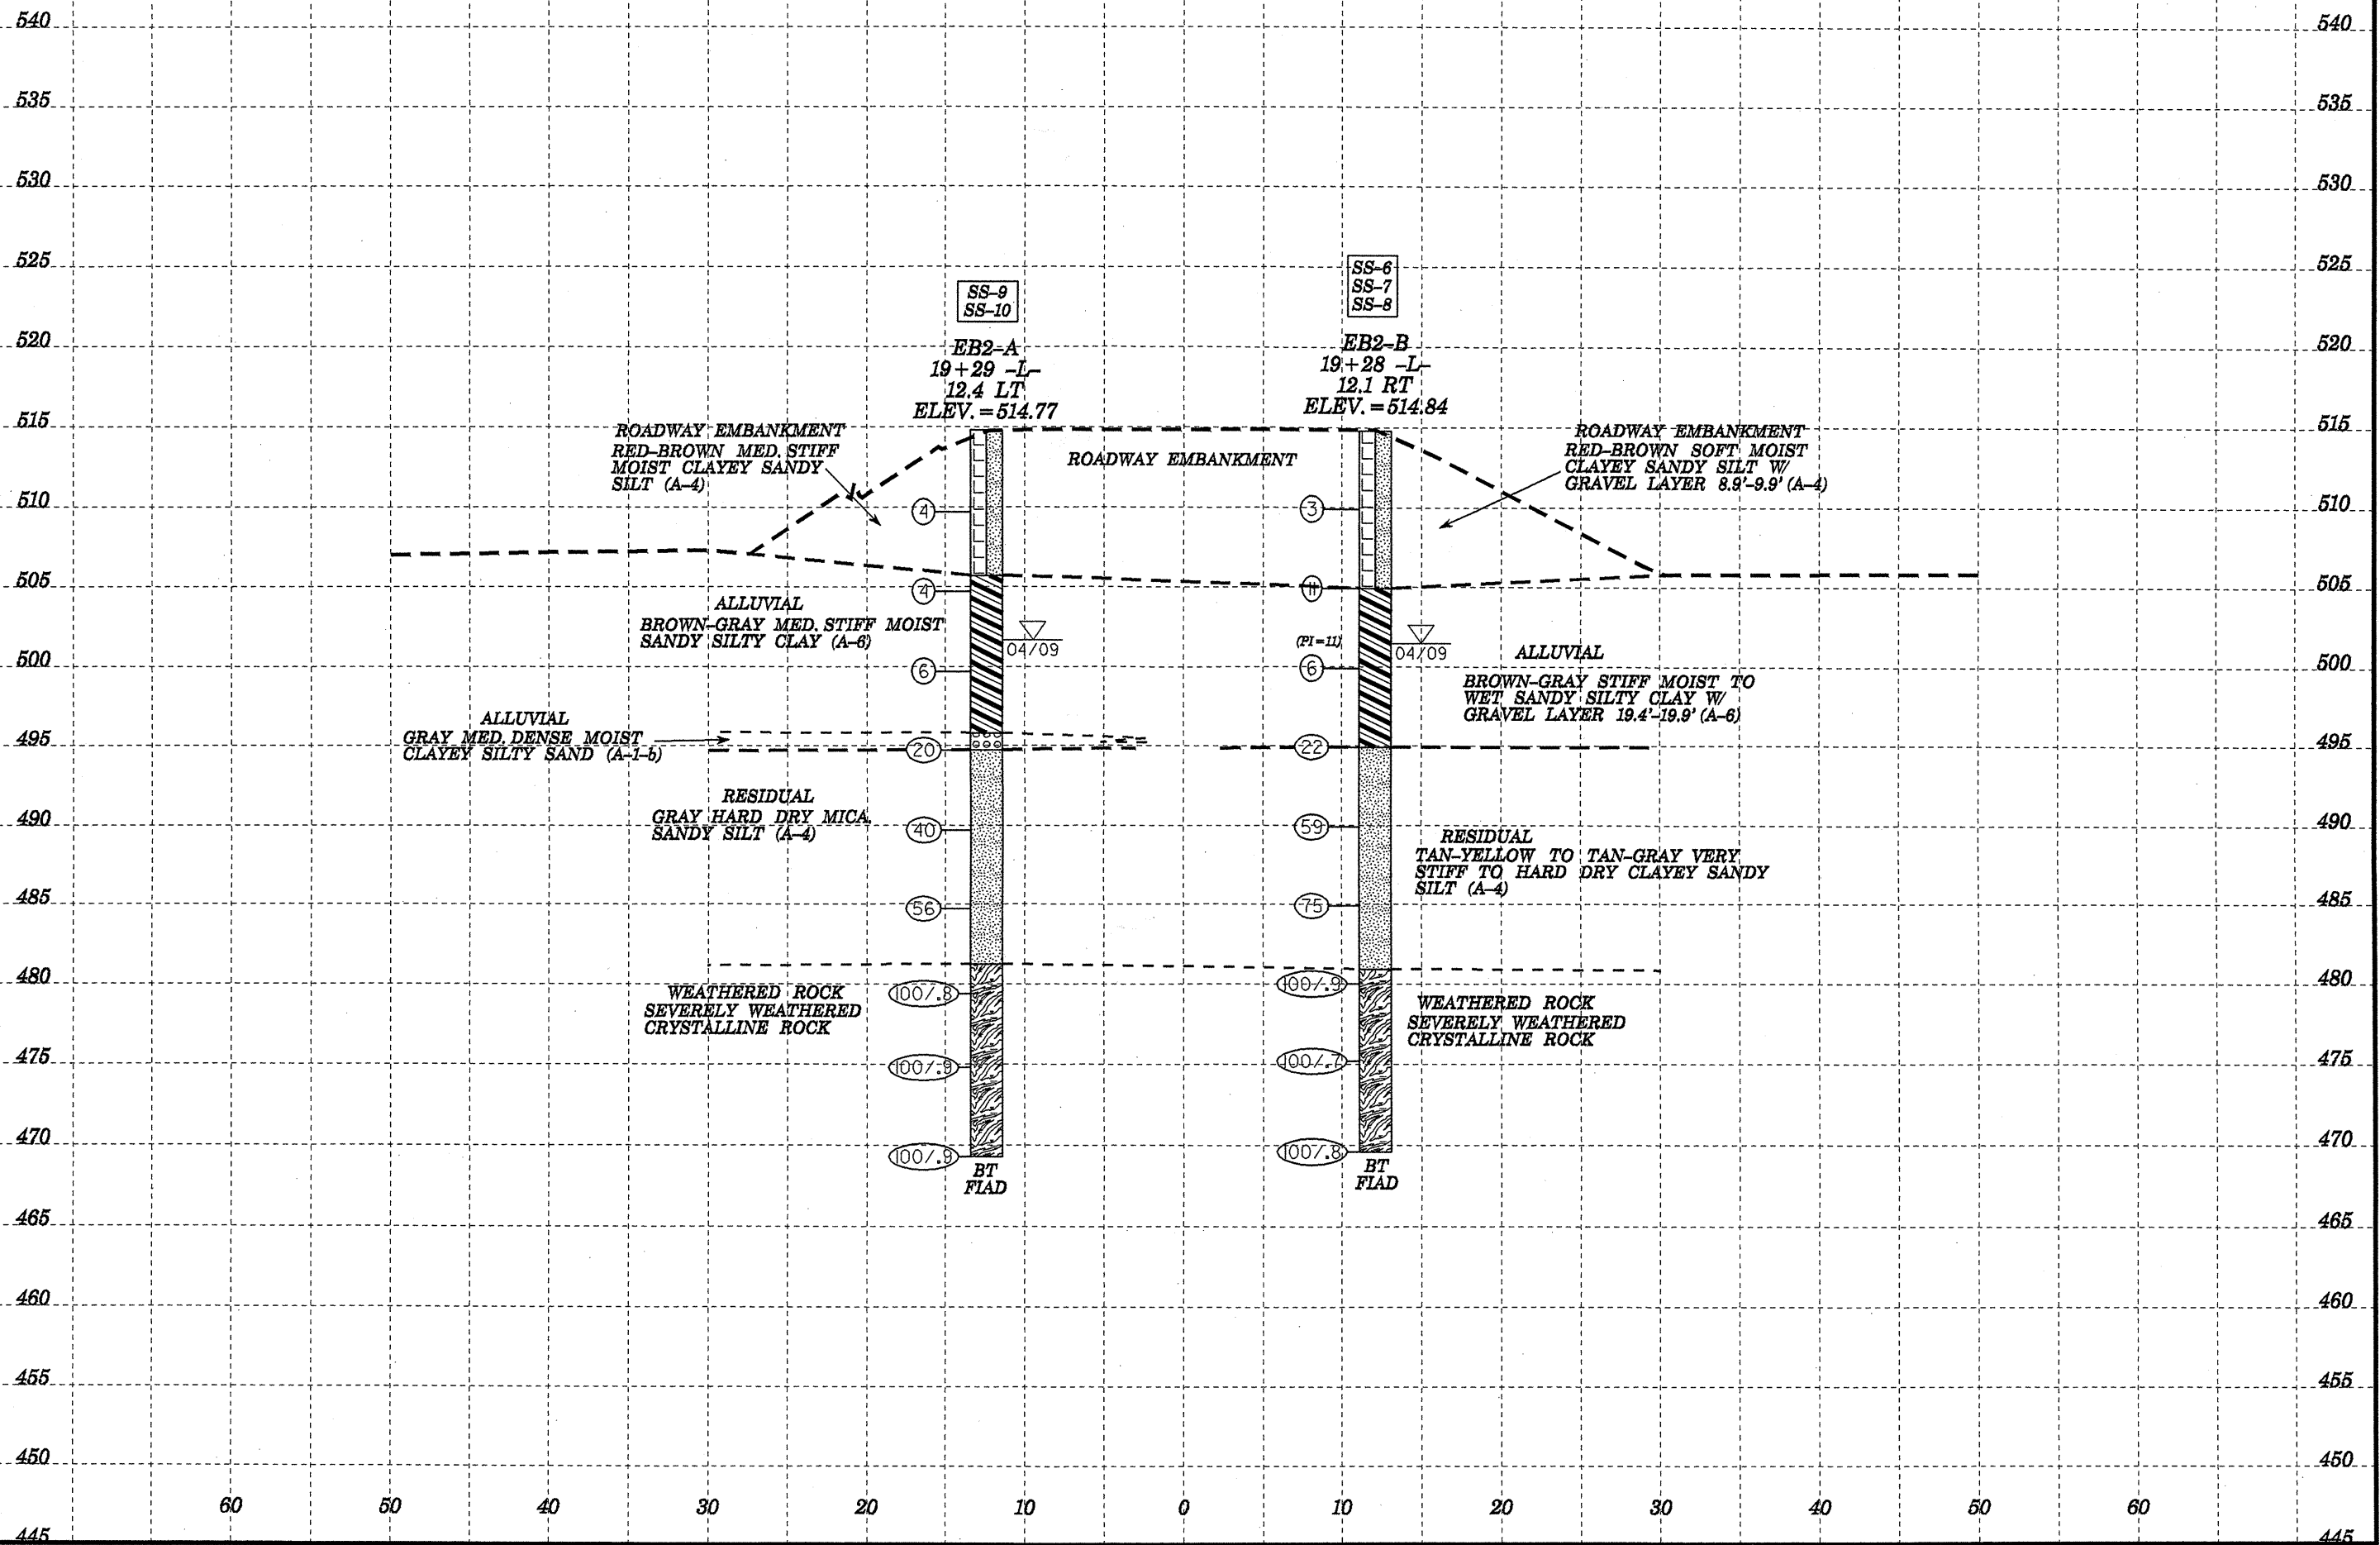 540 540
535 535
530 530
525 525
SS-6
SS-7
SS-8
SS-9
SS-10
520 520
EB2-A
19+29 -L-
12.4 LT
ELEV.=514.77
EB2-B
19+28 -L-
12.1 RT
ELEV.=514.84
515 515
ROADWAY EMBANKMENT
RED-BROWN MED. STIFF
MOIST CLAYEY SANDY
SILT (A-4)
ROADWAY EMBANKMENT
ROADWAY EMBANKMENT
RED-BROWN SOFT MOIST
CLAYEY SANDY SILT W/
GRAVEL LAYER 8.9'-9.9' (A-4)
510 510
4 3
505 505
4 11
ALLUVIAL
BROWN-GRAY MED. STIFF MOIST
SANDY SILTY CLAY (A-6)
04/09
(PI=11)
04/09
ALLUVIAL
BROWN-GRAY STIFF MOIST TO
WET SANDY SILTY CLAY W/
GRAVEL LAYER 19.4'-19.9' (A-6)
500 500
6 6
ALLUVIAL
GRAY MED. DENSE MOIST
CLAYEY SILTY SAND (A-1-b)
495 495
20 22
RESIDUAL
GRAY HARD DRY MICA.
SANDY SILT (A-4)
490 490
40 59
RESIDUAL
TAN-YELLOW TO TAN-GRAY VERY
STIFF TO HARD DRY CLAYEY SANDY
SILT (A-4)
485 485
56 75
480 480
100/.8 100/.9
WEATHERED ROCK
SEVERELY WEATHERED
CRYSTALLINE ROCK
WEATHERED ROCK
SEVERELY WEATHERED
CRYSTALLINE ROCK
475 475
100/.9 100/.7
470 470
100/.9 100/.8
BT
FIAD
BT
FIAD
465 465
460 460
455 455
450 450
60 50 40 30 20 10 0 10 20 30 40 50 60
445 445